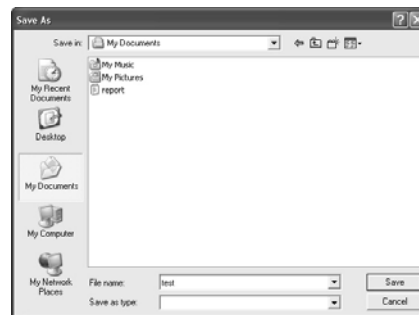 Save As
Save in: My Documents
My Music
My Pictures
report
My Recent
Documents
Desktop
My Documents
My Computer
My Network
Places
File name: test
Save
Save as type:
Cancel